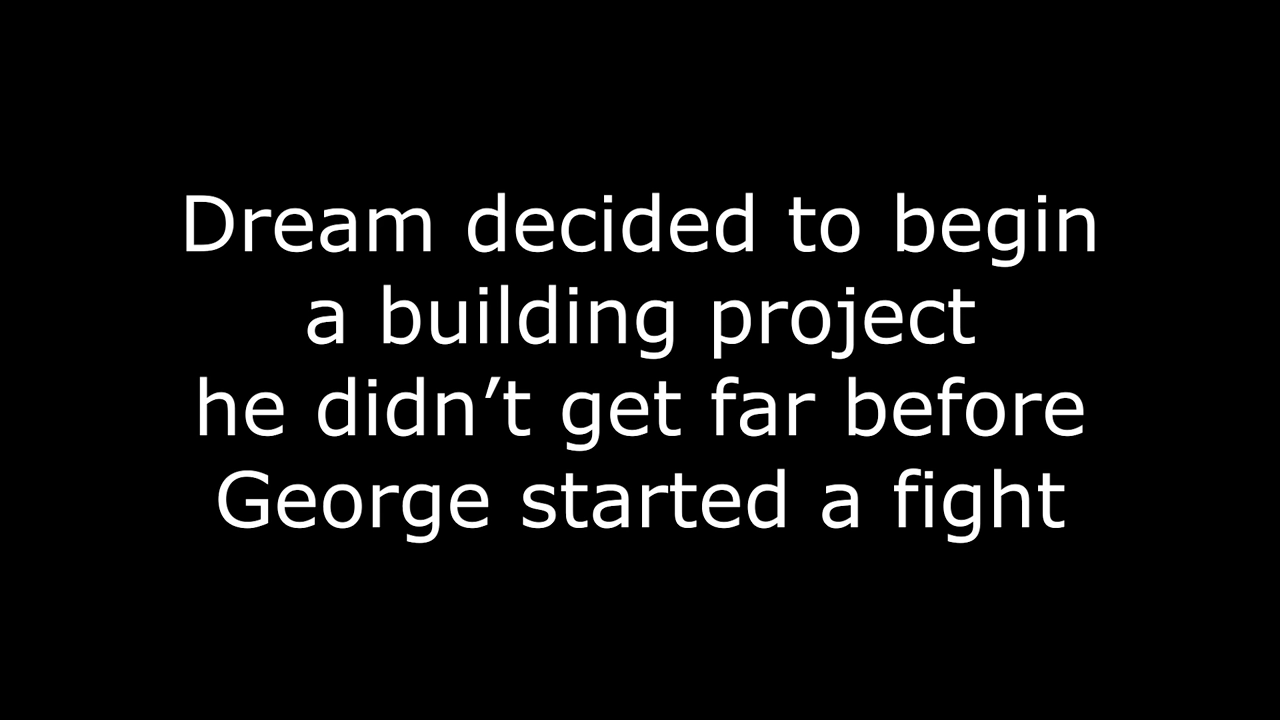 Dream decided to begin
a building project
he didn’t get far before
George started a fight